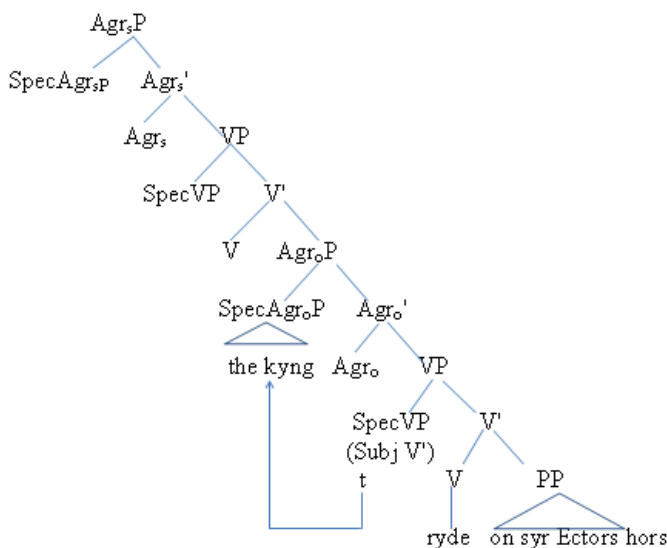 AgrₛP
SpecAgrₛP Agrₛ'
Agrₛ VP
SpecVP V'
V AgrₒP
SpecAgrₒP Agrₒ'
the kyng Agrₒ VP
SpecVP V'
(Subj V')
t V PP
ryde on syr Ectors hors